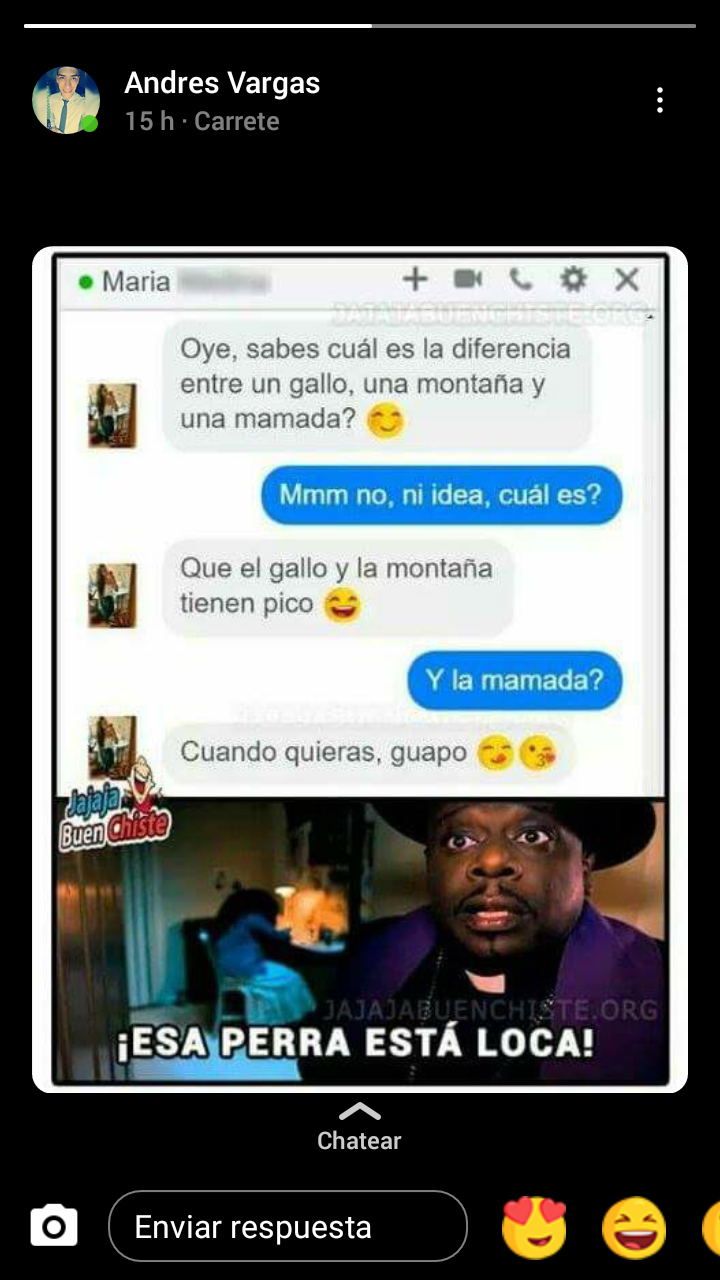 Andres Vargas
15 h · Carrete
Maria
JAJAJABUENCHISTE.ORG
Oye, sabes cuál es la diferencia
entre un gallo, una montaña y
una mamada? 😊
Mmm no, ni idea, cuál es?
Que el gallo y la montaña
tienen pico 😄
Y la mamada?
Cuando quieras, guapo 😋😘
Jajaja
Buen Chiste
JAJAJABUENCHISTE.ORG
¡ESA PERRA ESTÁ LOCA!
Chatear
Enviar respuesta